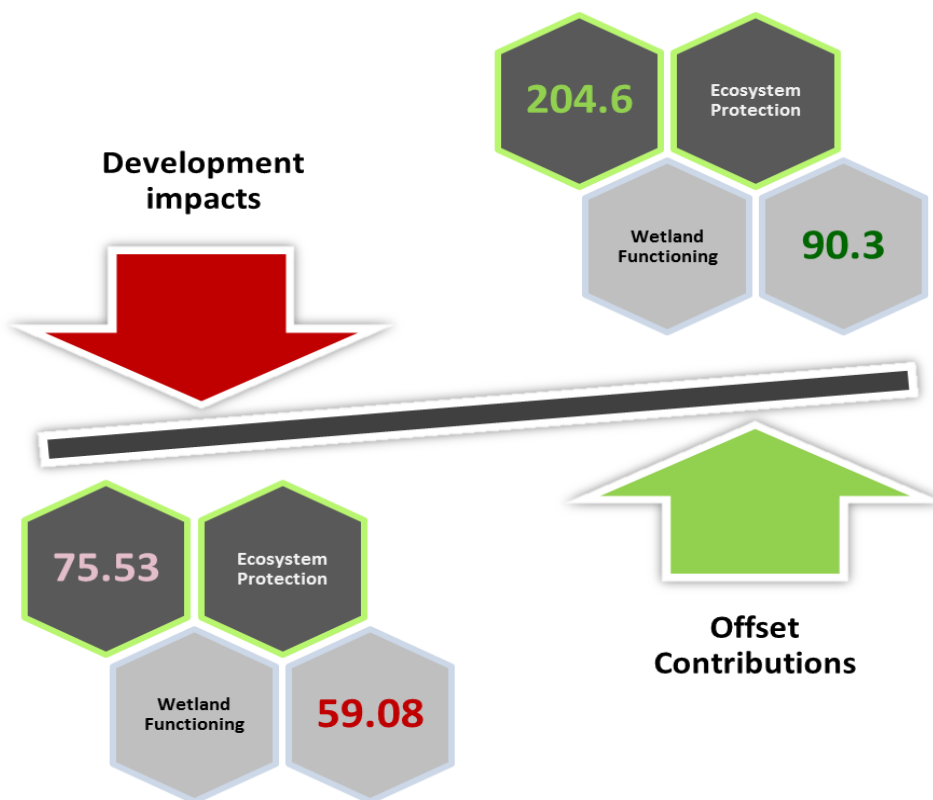 204.6
Ecosystem
Protection
Development
impacts
Wetland
Functioning
90.3
75.53
Ecosystem
Protection
Offset
Contributions
Wetland
Functioning
59.08